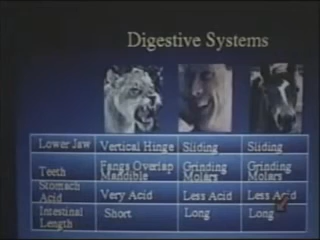 Digestive Systems
Lower Jaw Vertical Hinge Sliding Sliding
Teeth Fangs Overlap Mandible Grinding Molars Grinding Molars
Stomach Acid Very Acid Less Acid Less Acid
Intestinal Length Short Long Long